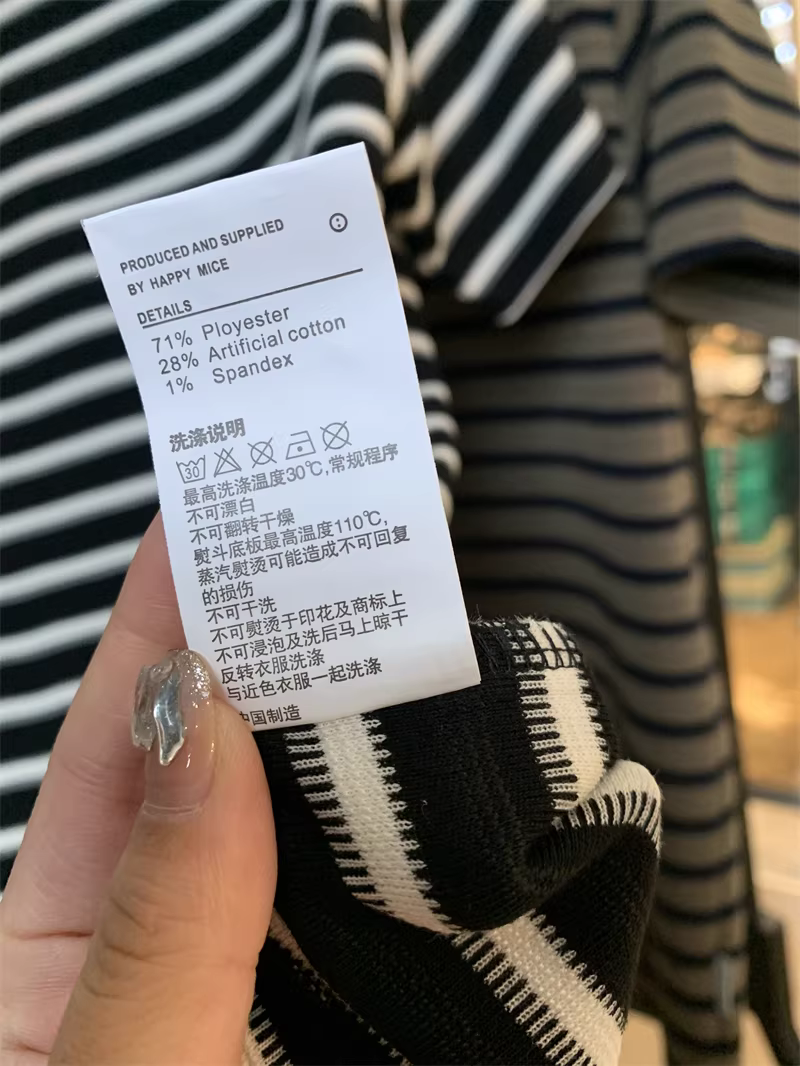 PRODUCED AND SUPPLIED
BY HAPPY MICE
DETAILS
71% Ployester
28% Artificial cotton
1% Spandex
洗涤说明
30
最高洗涤温度30℃,常规程序
不可漂白
不可翻转干燥
熨斗底板最高温度110℃,
蒸汽熨烫可能造成不可回复
的损伤
不可干洗
不可熨烫于印花及商标上
不可浸泡及洗后马上晾干
反转衣服洗涤
与近色衣服一起洗涤
中国制造